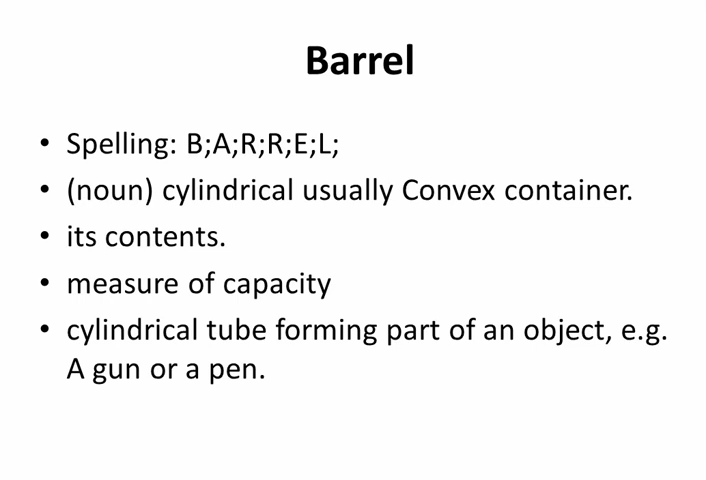 Barrel
• Spelling: B;A;R;R;E;L;
• (noun) cylindrical usually Convex container.
• its contents.
• measure of capacity
• cylindrical tube forming part of an object, e.g.
A gun or a pen.